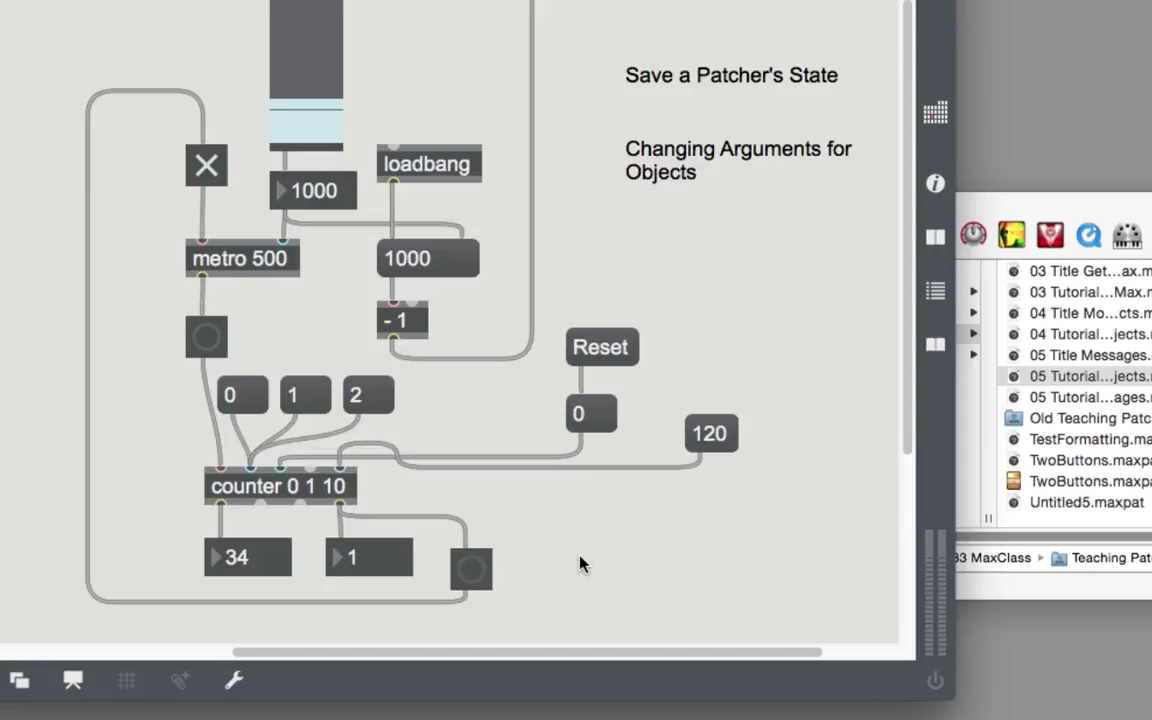 Save a Patcher's State
Changing Arguments for
Objects
loadbang
1000
metro 500
1000
- 1
Reset
0
1
2
0
120
counter 0 1 10
34
1
03 Title Get...ax.m
03 Tutorial...Max.m
04 Title Mo...cts.m
04 Tutorial...jects.m
05 Title Messages.m
05 Tutorial...jects.m
05 Tutorial...ages.m
Old Teaching Patc
TestFormatting.ma
TwoButtons.maxpa
TwoButtons.maxpa
Untitled5.maxpat
33 MaxClass
Teaching Patc